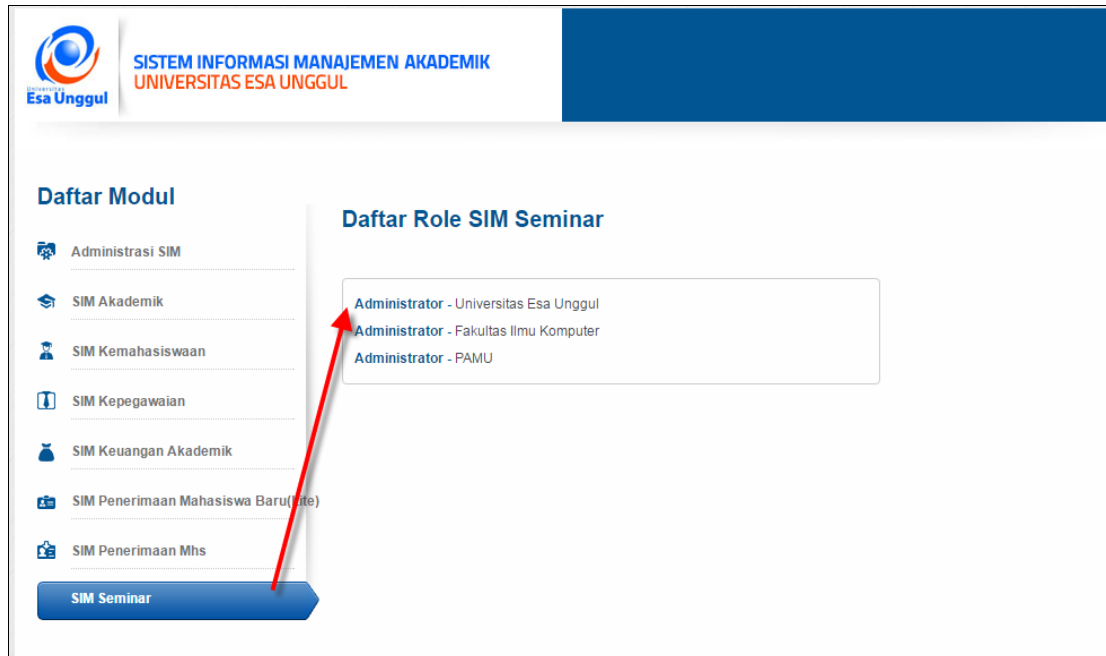 Universitas
Esa Unggul
SISTEM INFORMASI MANAJEMEN AKADEMIK
UNIVERSITAS ESA UNGGUL
Daftar Modul
Administrasi SIM
SIM Akademik
SIM Kemahasiswaan
SIM Kepegawaian
SIM Keuangan Akademik
SIM Penerimaan Mahasiswa Baru(Lite)
SIM Penerimaan Mhs
SIM Seminar
Daftar Role SIM Seminar
Administrator - Universitas Esa Unggul
Administrator - Fakultas Ilmu Komputer
Administrator - PAMU